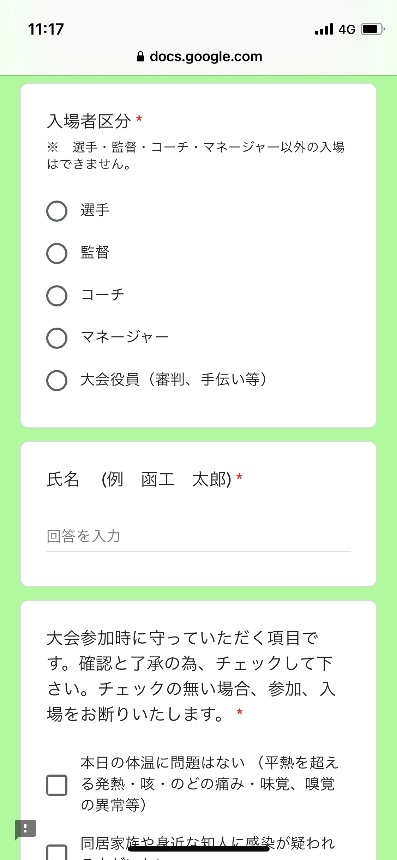 11:17
4G
docs.google.com
入場者区分 *
※　選手・監督・コーチ・マネージャー以外の入場
はできません。
選手
監督
コーチ
マネージャー
大会役員（審判、手伝い等）
氏名　(例　函工　太郎) *
回答を入力
大会参加時に守っていただく項目で
す。確認と了承の為、チェックして下
さい。チェックの無い場合、参加、入
場をお断りいたします。 *
本日の体温に問題はない （平熱を超え
る発熱・咳・のどの痛み・味覚、嗅覚
の異常等）
同居家族や身近な知人に感染が疑われ